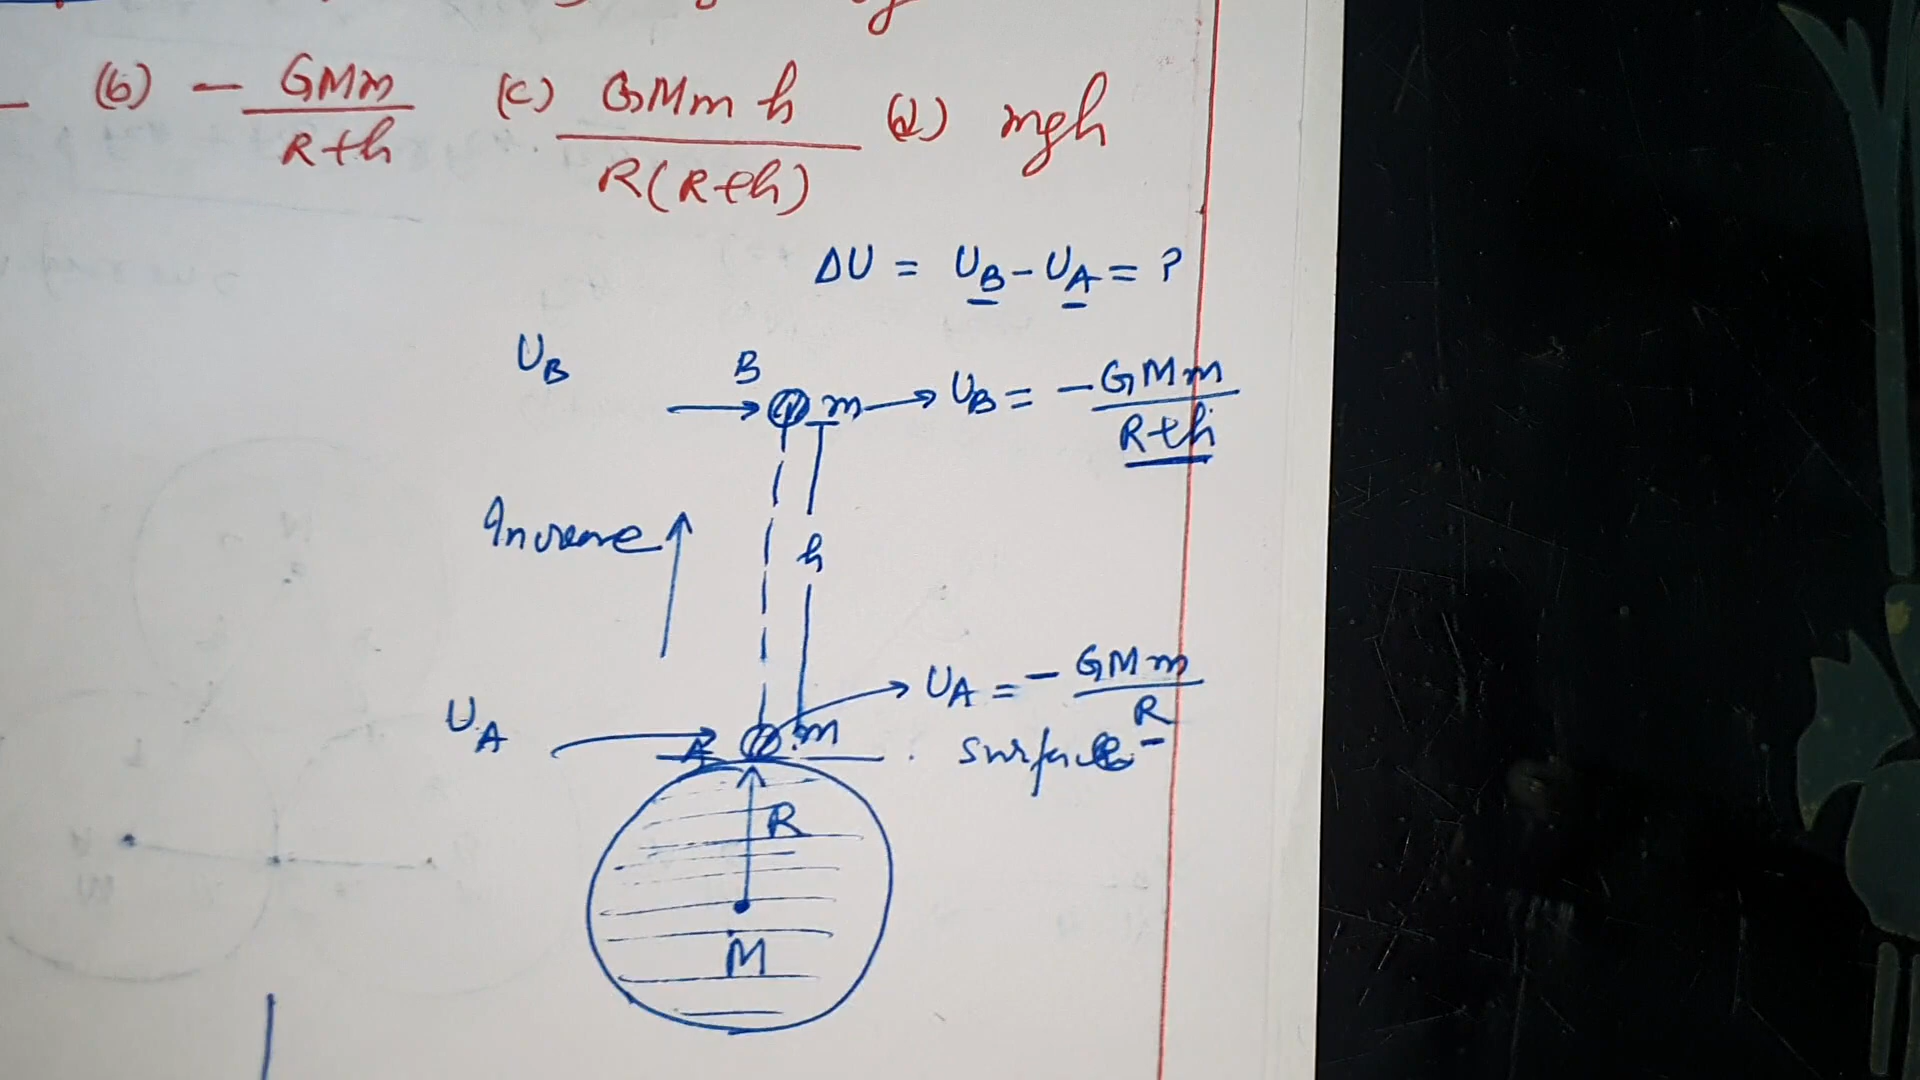 (b) - GMm/R+h (c) GMm h/R(R+h) (d) mgh
ΔU = U_B - U_A = ?
U_B
B
m → U_B = -GMm/R+h
Increase ↑
h
U_A = - GMm/R
U_A
A m
surface
R
M